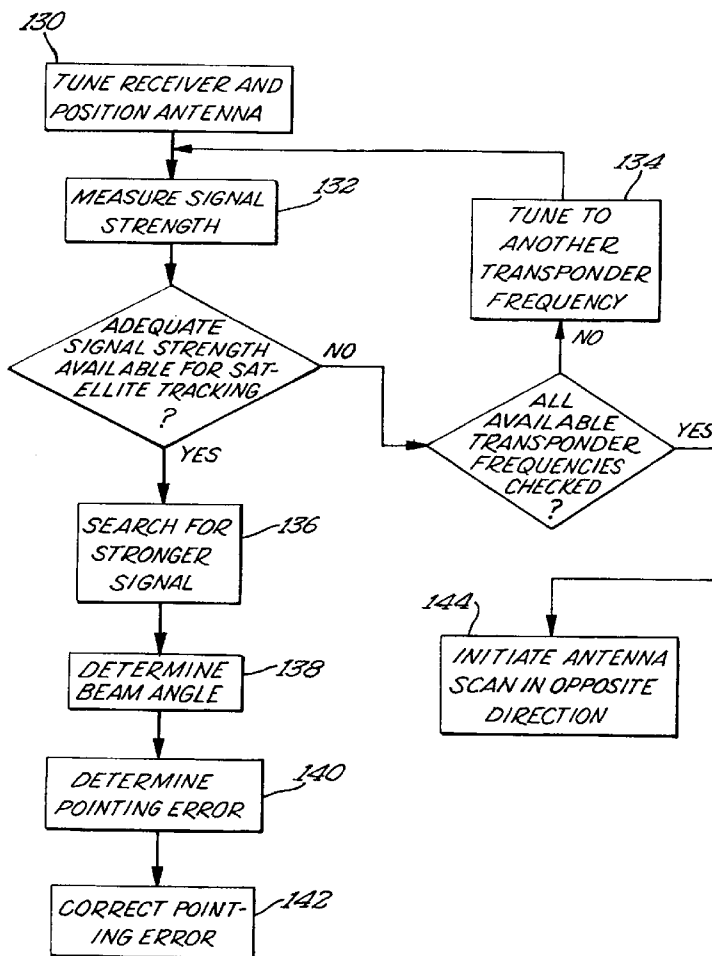 130
TUNE RECEIVER AND
POSITION ANTENNA
MEASURE SIGNAL
STRENGTH
132
134
TUNE TO
ANOTHER
TRANSPONDER
FREQUENCY
ADEQUATE
SIGNAL STRENGTH
AVAILABLE FOR SAT-
ELLITE TRACKING
?
NO
YES
NO
ALL
AVAILABLE
TRANSPONDER
FREQUENCIES
CHECKED
?
YES
SEARCH FOR
STRONGER
SIGNAL
136
DETERMINE
BEAM ANGLE
138
144
INITIATE ANTENNA
SCAN IN OPPOSITE
DIRECTION
DETERMINE
POINTING ERROR
140
CORRECT POINT-
ING ERROR
142